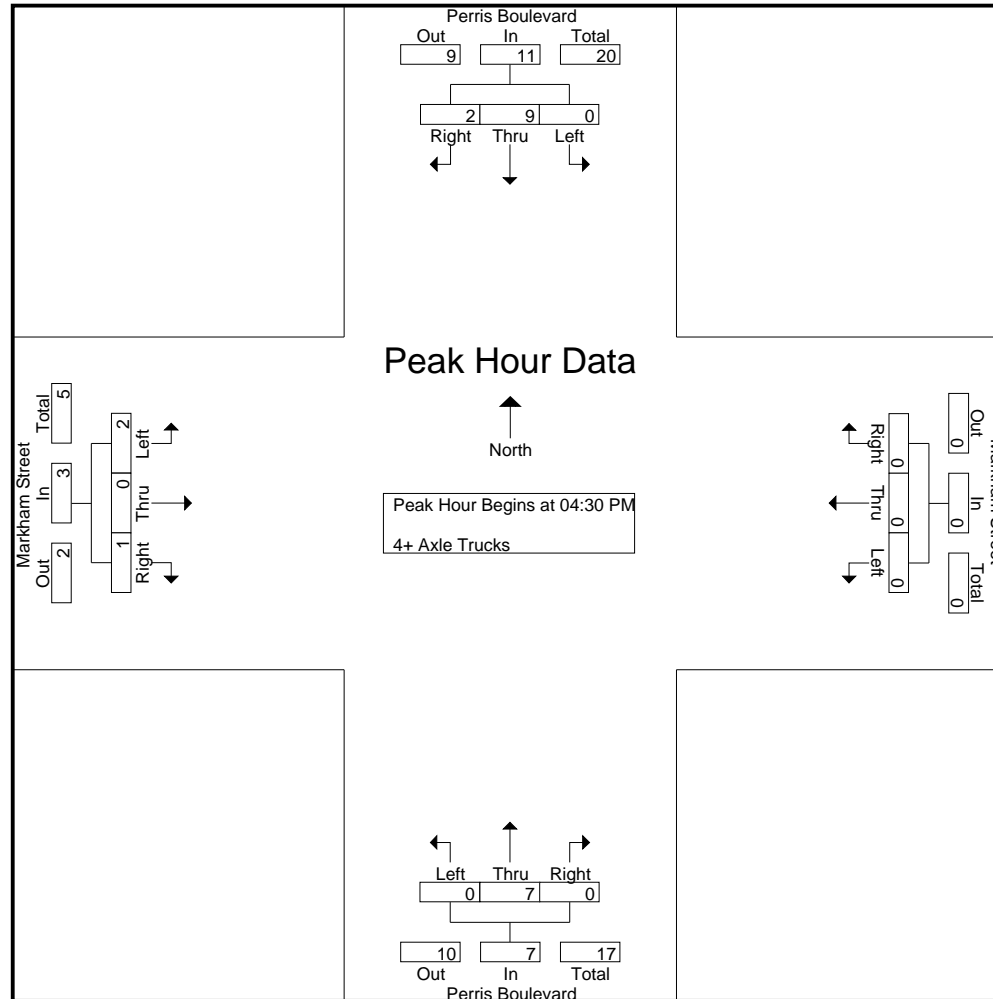 Perris Boulevard
Out In Total
9 11 20
2 9 0
Right Thru Left
Peak Hour Data
North
Peak Hour Begins at 04:30 PM
4+ Axle Trucks
Markham Street
Total In Out
5 3 2
2 0 1
Left Thru Right
Right Thru Left
0 0 0
Out In Total
0 0 0
Left Thru Right
0 7 0
10 7 17
Out In Total
Perris Boulevard